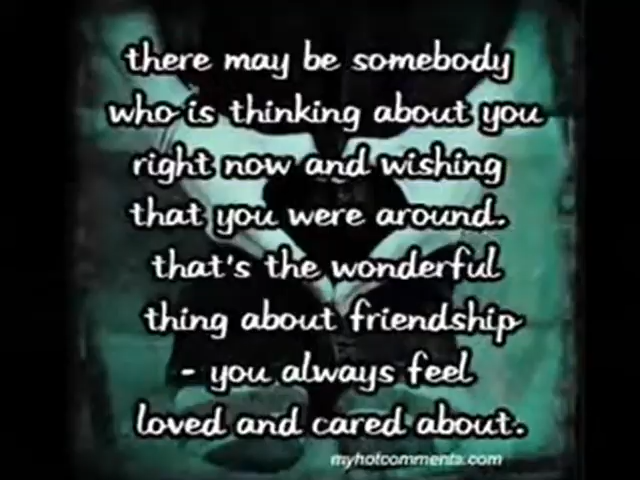 there may be somebody
who is thinking about you
right now and wishing
that you were around.
that's the wonderful
thing about friendship
- you always feel
loved and cared about.
myhotcomments.com